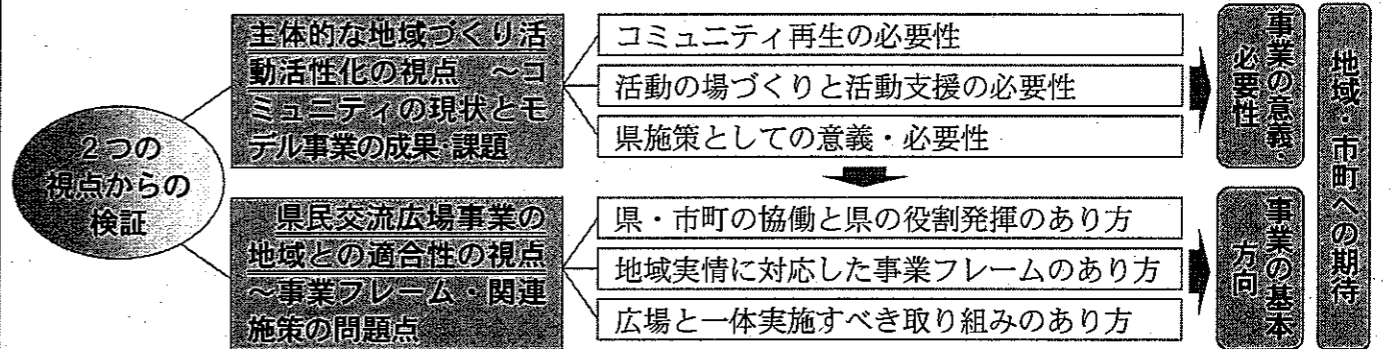 2つの
視点からの
検証
主体的な地域づくり活
動活性化の視点 ～コ
ミュニティの現状とモ
デル事業の成果・課題
コミュニティ再生の必要性
活動の場づくりと活動支援の必要性
県施策としての意義・必要性
事業の意義・
必要性
県民交流広場事業の
地域との適合性の視点
～事業フレーム・関連
施策の問題点
県・市町の協働と県の役割発揮のあり方
地域実情に対応した事業フレームのあり方
広場と一体実施すべき取り組みのあり方
事業の基本
方向
地域・市町への期待